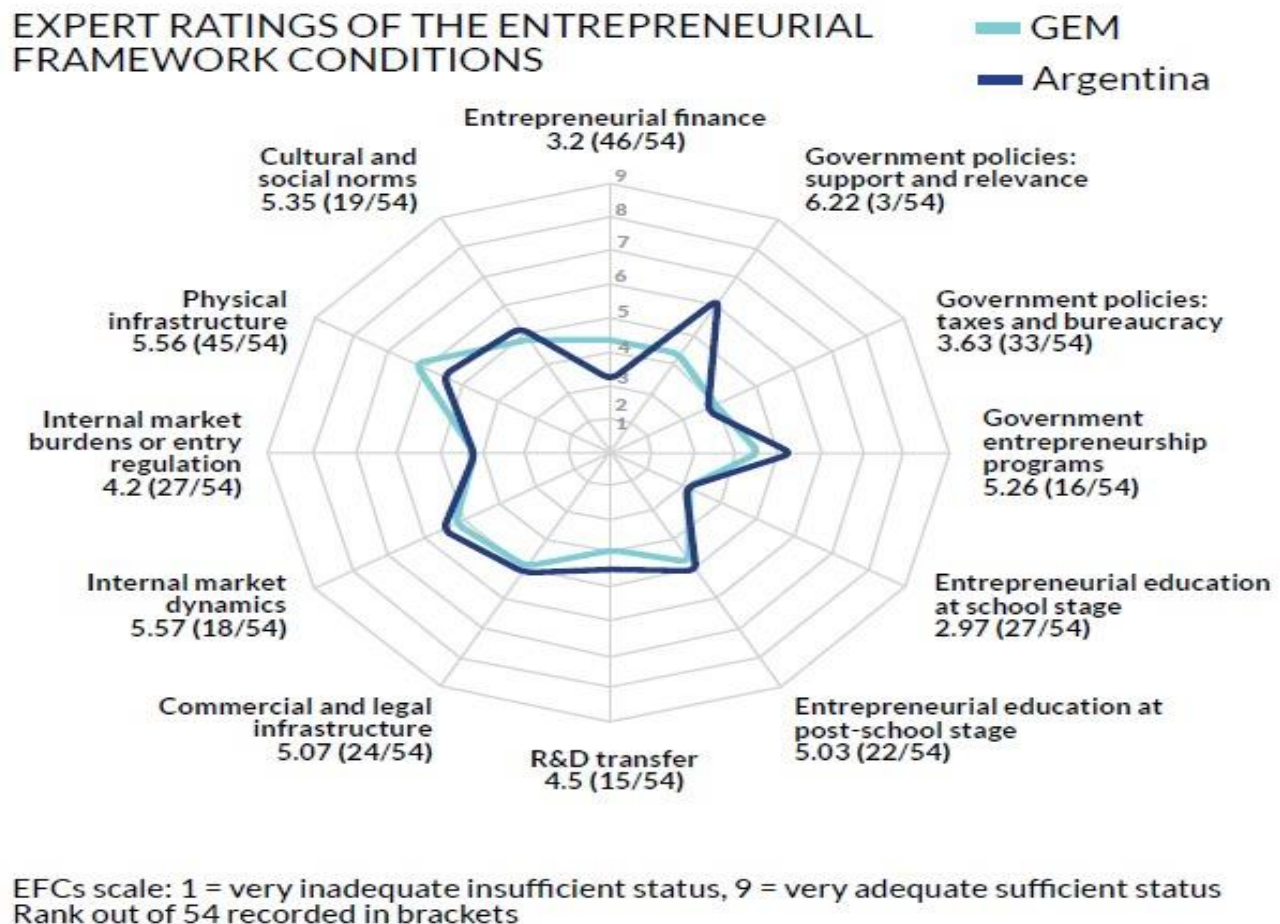 EXPERT RATINGS OF THE ENTREPRENEURIAL
FRAMEWORK CONDITIONS
GEM
Argentina
Entrepreneurial finance
3.2 (46/54)
Government policies:
support and relevance
6.22 (3/54)
Government policies:
taxes and bureaucracy
3.63 (33/54)
Government
entrepreneurship
programs
5.26 (16/54)
Entrepreneurial education
at school stage
2.97 (27/54)
Entrepreneurial education at
post-school stage
5.03 (22/54)
R&D transfer
4.5 (15/54)
Commercial and legal
infrastructure
5.07 (24/54)
Internal market
dynamics
5.57 (18/54)
Internal market
burdens or entry
regulation
4.2 (27/54)
Physical
infrastructure
5.56 (45/54)
Cultural and
social norms
5.35 (19/54)
9
8
7
6
5
4
3
2
1
EFCs scale: 1 = very inadequate insufficient status, 9 = very adequate sufficient status
Rank out of 54 recorded in brackets